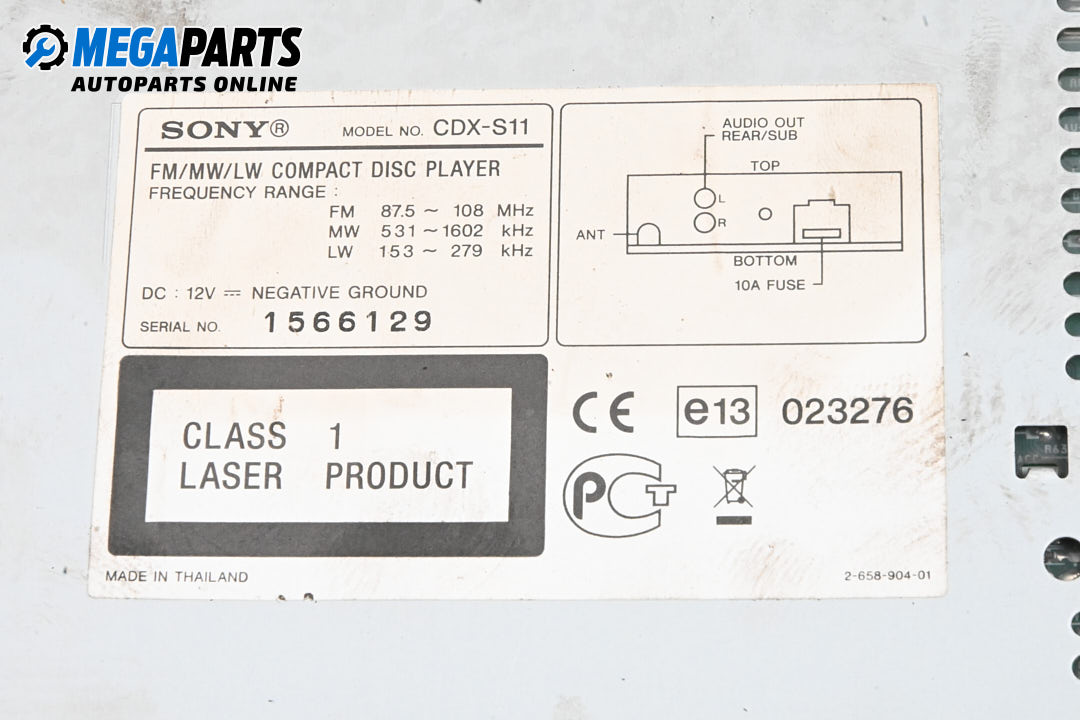 MEGAPARTS
AUTOPARTS ONLINE
SONY® MODEL NO. CDX-S11
FM/MW/LW COMPACT DISC PLAYER
FREQUENCY RANGE :
FM 87.5 ~ 108 MHz
MW 531 ~ 1602 kHz
LW 153 ~ 279 kHz
DC : 12V ⎓ NEGATIVE GROUND
SERIAL NO. 1566129
AUDIO OUT
REAR/SUB
TOP
L
R
ANT
BOTTOM
10A FUSE
CLASS 1
LASER PRODUCT
CE e13 023276
PCT
MADE IN THAILAND
2-658-904-01
R63